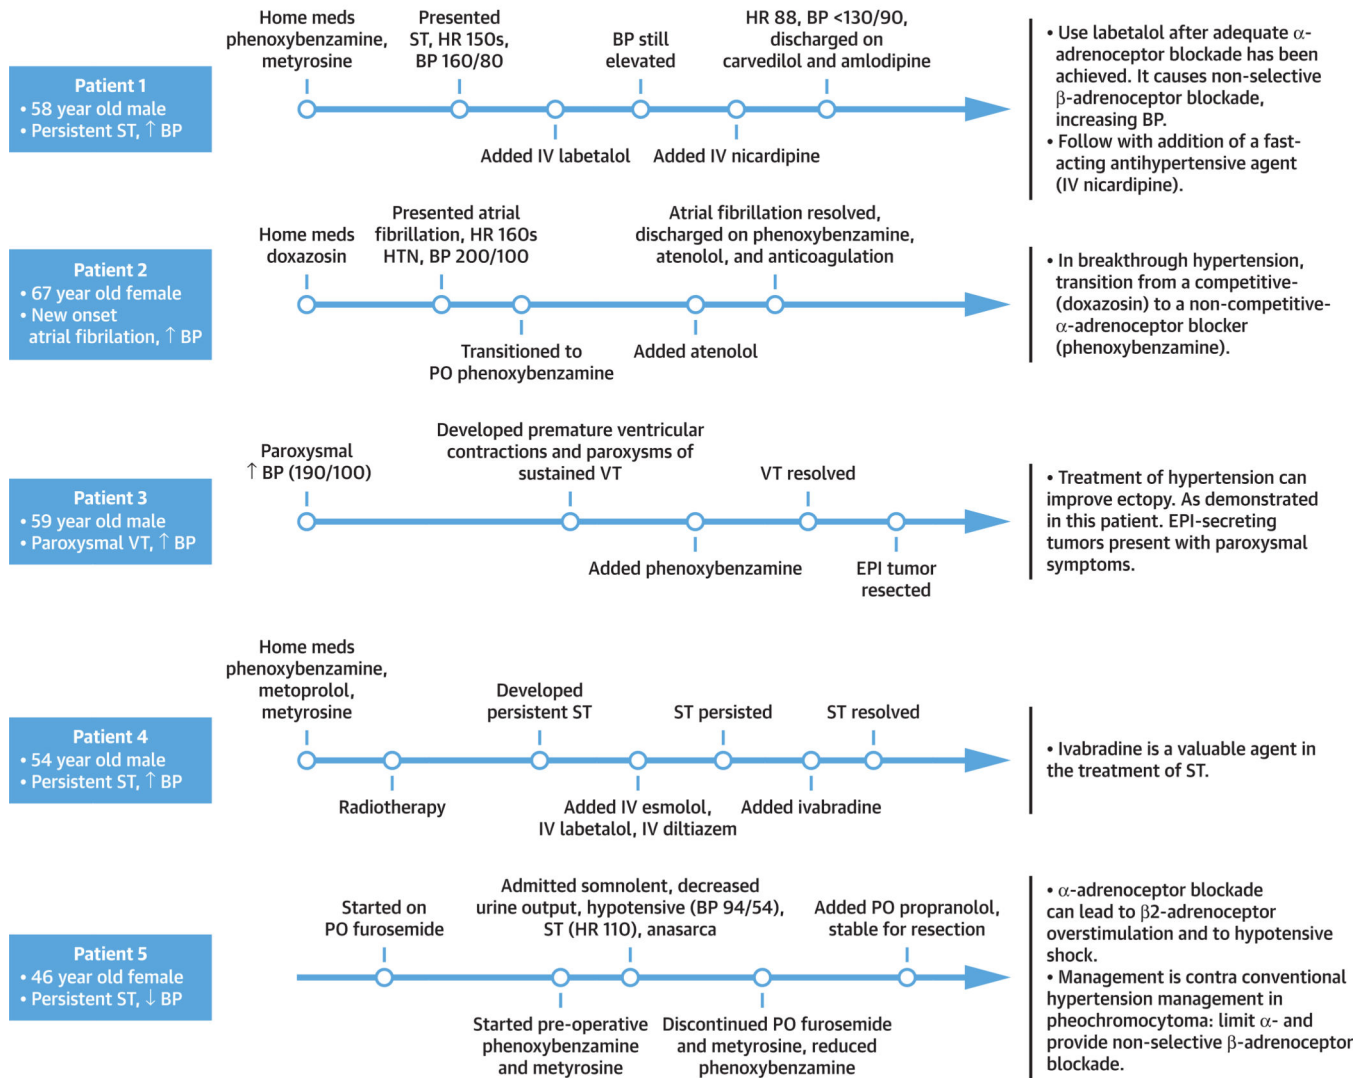 Patient 1
• 58 year old male
• Persistent ST, ↑ BP
Home meds
phenoxybenzamine,
metyrosine
Presented
ST, HR 150s,
BP 160/80
Added IV labetalol
BP still
elevated
Added IV nicardipine
HR 88, BP <130/90,
discharged on
carvedilol and amlodipine
• Use labetalol after adequate α-
adrenoceptor blockade has been
achieved. It causes non-selective
β-adrenoceptor blockade,
increasing BP.
• Follow with addition of a fast-
acting antihypertensive agent
(IV nicardipine).
Patient 2
• 67 year old female
• New onset
atrial fibrilation, ↑ BP
Home meds
doxazosin
Presented atrial
fibrillation, HR 160s
HTN, BP 200/100
Transitioned to
PO phenoxybenzamine
Added atenolol
Atrial fibrillation resolved,
discharged on phenoxybenzamine,
atenolol, and anticoagulation
• In breakthrough hypertension,
transition from a competitive-
(doxazosin) to a non-competitive-
α-adrenoceptor blocker
(phenoxybenzamine).
Patient 3
• 59 year old male
• Paroxysmal VT, ↑ BP
Paroxysmal
↑ BP (190/100)
Developed premature ventricular
contractions and paroxysms of
sustained VT
Added phenoxybenzamine
VT resolved
EPI tumor
resected
• Treatment of hypertension can
improve ectopy. As demonstrated
in this patient. EPI-secreting
tumors present with paroxysmal
symptoms.
Patient 4
• 54 year old male
• Persistent ST, ↑ BP
Home meds
phenoxybenzamine,
metoprolol,
metyrosine
Radiotherapy
Developed
persistent ST
Added IV esmolol,
IV labetalol, IV diltiazem
ST persisted
Added ivabradine
ST resolved
• Ivabradine is a valuable agent in
the treatment of ST.
Patient 5
• 46 year old female
• Persistent ST, ↓ BP
Started on
PO furosemide
Started pre-operative
phenoxybenzamine
and metyrosine
Admitted somnolent, decreased
urine output, hypotensive (BP 94/54),
ST (HR 110), anasarca
Discontinued PO furosemide
and metyrosine, reduced
phenoxybenzamine
Added PO propranolol,
stable for resection
• α-adrenoceptor blockade
can lead to β2-adrenoceptor
overstimulation and to hypotensive
shock.
• Management is contra conventional
hypertension management in
pheochromocytoma: limit α- and
provide non-selective β-adrenoceptor
blockade.